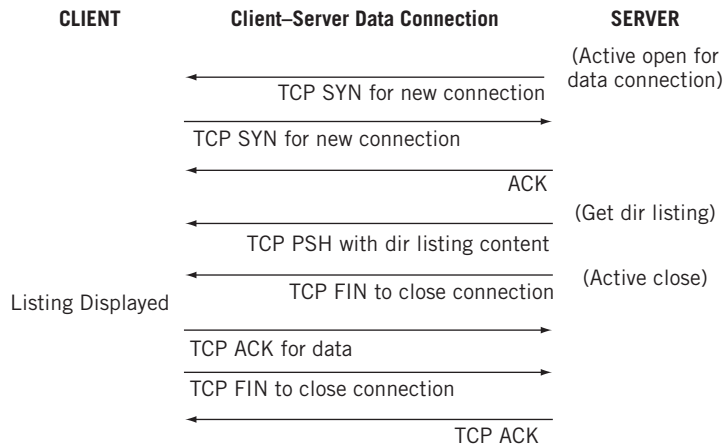 CLIENT
Client–Server Data Connection
SERVER
(Active open for
data connection)
TCP SYN for new connection
TCP SYN for new connection
ACK
(Get dir listing)
TCP PSH with dir listing content
(Active close)
TCP FIN to close connection
Listing Displayed
TCP ACK for data
TCP FIN to close connection
TCP ACK